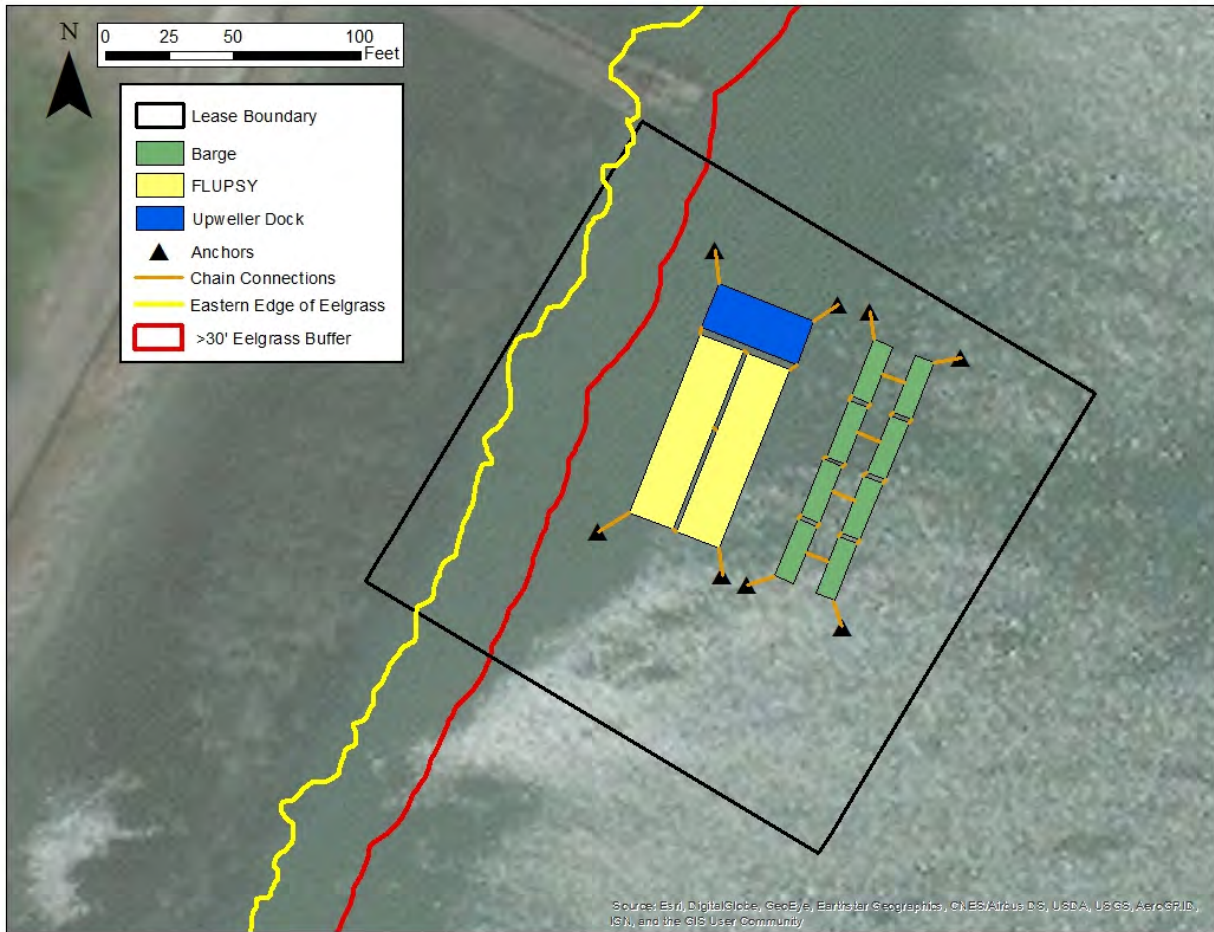 N
0 25 50 100
Feet
Lease Boundary
Barge
FLUPSY
Upweller Dock
Anchors
Chain Connections
Eastern Edge of Eelgrass
>30' Eelgrass Buffer
Source: Esri, DigitalGlobe, GeoEye, Earthstar Geographics, CNES/Airbus DS, USDA, USGS, AeroGRID,
IGN, and the GIS User Community